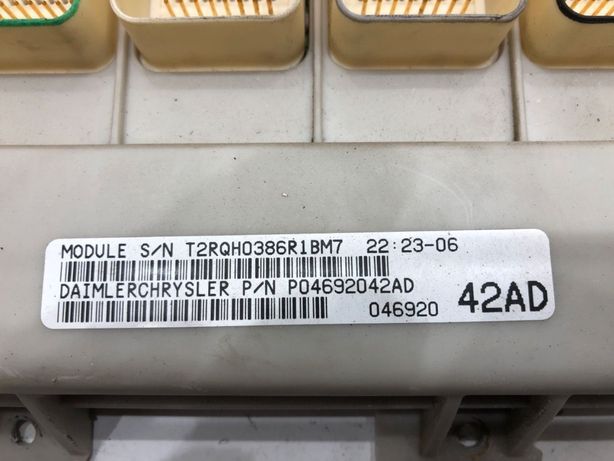 MODULE S/N T2RQH0386R1BM7 22:23-06
DAIMLERCHRYSLER P/N P04692042AD
046920 42AD